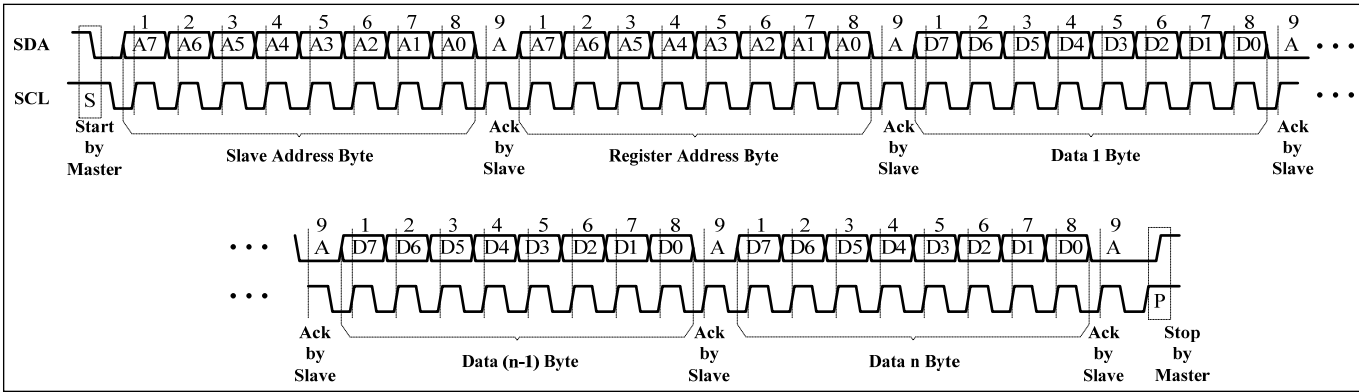 1 2 3 4 5 6 7 8 9 1 2 3 4 5 6 7 8 9 1 2 3 4 5 6 7 8 9
SDA A7 A6 A5 A4 A3 A2 A1 A0 A A7 A6 A5 A4 A3 A2 A1 A0 A D7 D6 D5 D4 D3 D2 D1 D0 A • • •
SCL S • • •
Start by Master
Slave Address Byte
Ack by Slave
Register Address Byte
Ack by Slave
Data 1 Byte
Ack by Slave
9 1 2 3 4 5 6 7 8 9 1 2 3 4 5 6 7 8 9
• • • A D7 D6 D5 D4 D3 D2 D1 D0 A D7 D6 D5 D4 D3 D2 D1 D0 A
• • • P
Ack by Slave
Data (n-1) Byte
Ack by Slave
Data n Byte
Ack by Slave
Stop by Master